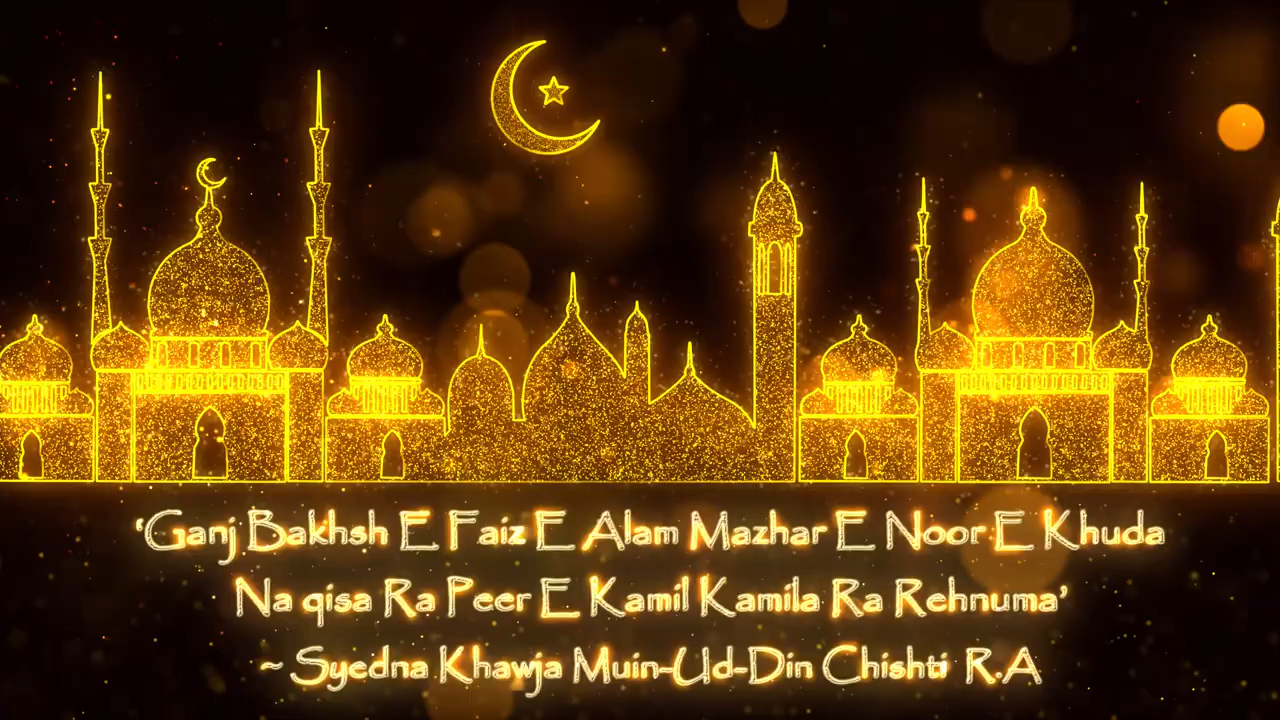 ‘Ganj Bakhsh E Faiz E Alam Mazhar E Noor E Khuda
Na qisa Ra Peer E Kamil Kamila Ra Rehnuma’
~ Syedna Khawja Muin-Ud-Din Chishti R.A